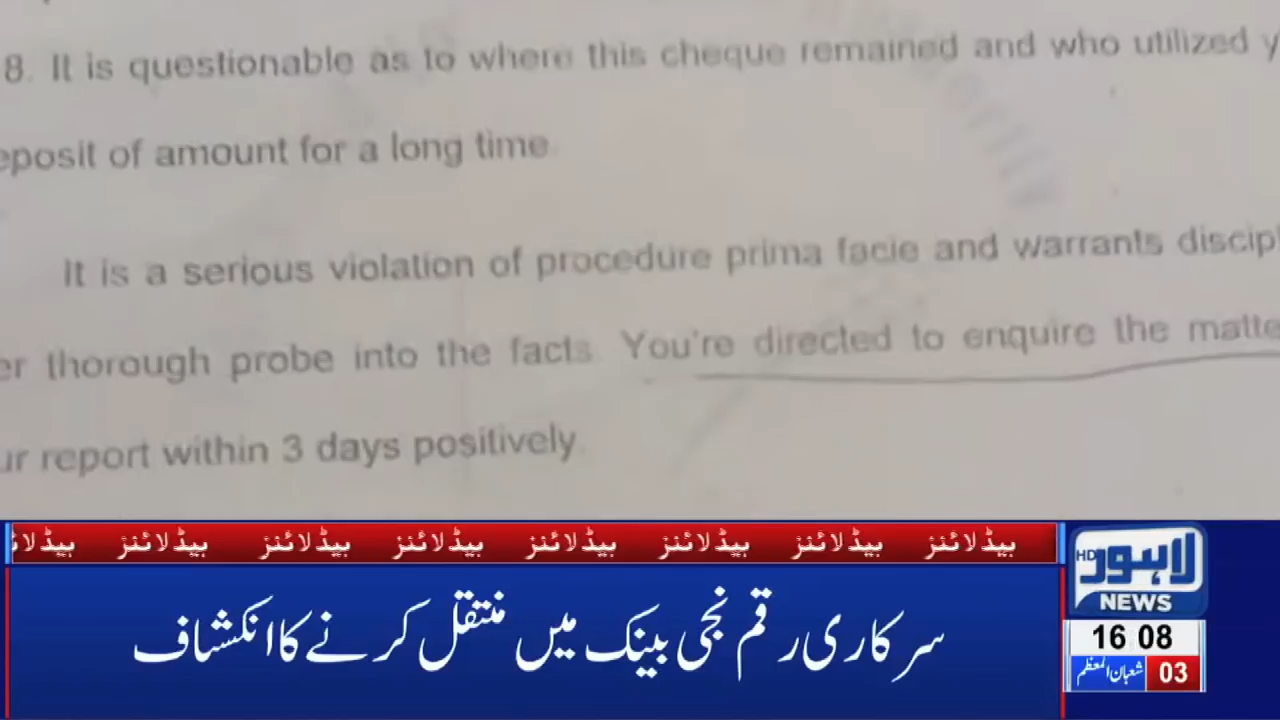 8. It is questionable as to where this cheque remained and who utilized
eposit of amount for a long time.
It is a serious violation of procedure prima facie and warrants discipl
er thorough probe into the facts. You're directed to enquire the matte
ur report within 3 days positively.
ہیڈلائنز ہیڈلائنز ہیڈلائنز ہیڈلائنز ہیڈلائنز ہیڈلائنز ہیڈلائنز
سرکاری رقم نجی بینک میں منتقل کرنے کا انکشاف
لاہور HD
NEWS
16 08
03 شعبان المعظم